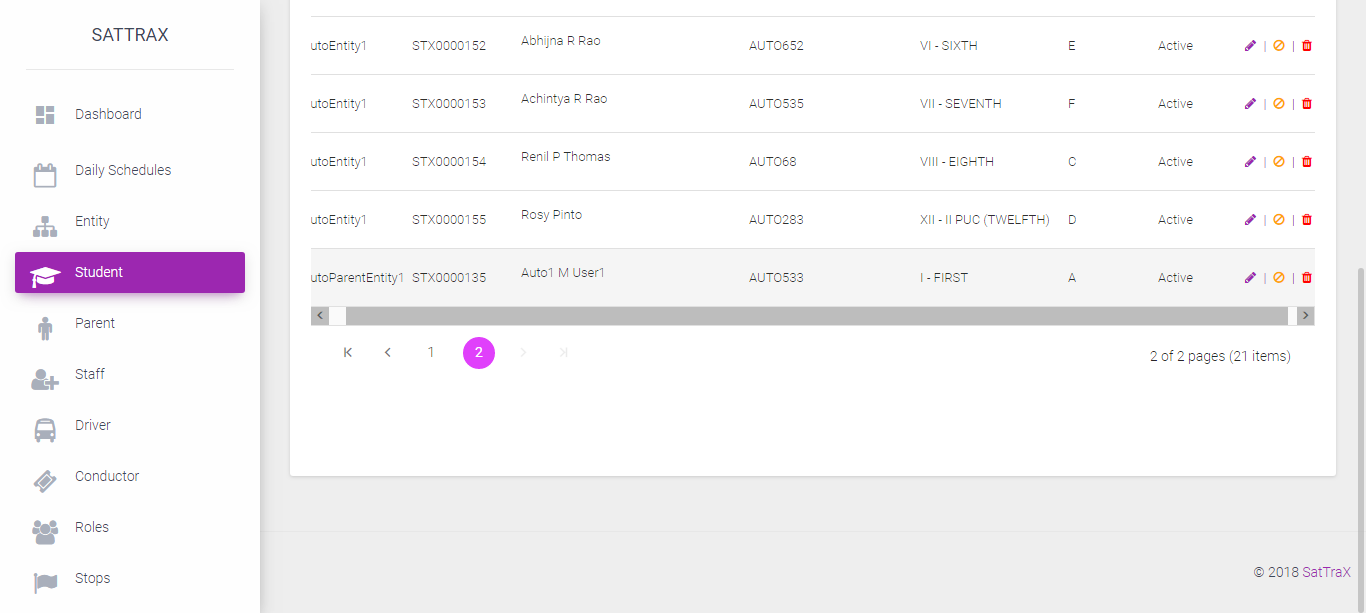 SATTRAX
Dashboard
Daily Schedules
Entity
Student
Parent
Staff
Driver
Conductor
Roles
Stops
utoEntity1 STX0000152 Abhijna R Rao AUTO652 VI - SIXTH E Active | |
utoEntity1 STX0000153 Achintya R Rao AUTO535 VII - SEVENTH F Active | |
utoEntity1 STX0000154 Renil P Thomas AUTO68 VIII - EIGHTH C Active | |
utoEntity1 STX0000155 Rosy Pinto AUTO283 XII - II PUC (TWELFTH) D Active | |
utoParentEntity1 STX0000135 Auto1 M User1 AUTO533 I - FIRST A Active | |
1 2 2 of 2 pages (21 items)
© 2018 SatTraX